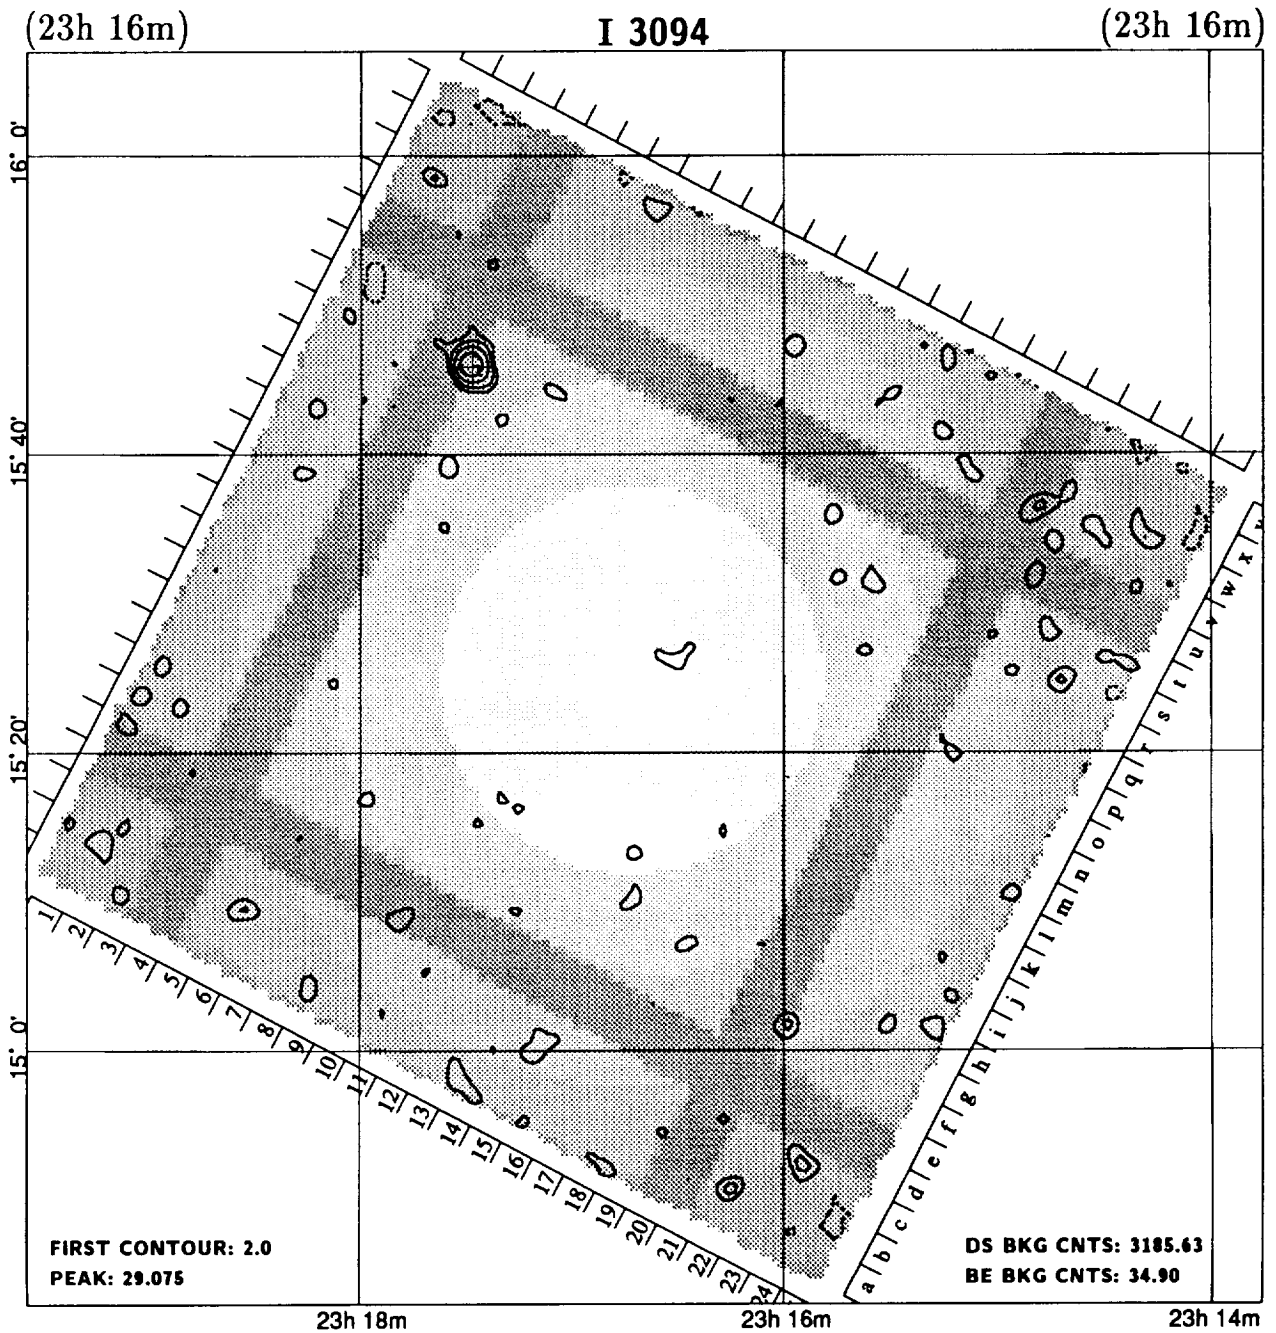 (23h 16m) I 3094 (23h 16m)
16° 0'
15° 40'
15° 20'
15° 0'
1 2 3 4 5 6 7 8 9 10 11 12 13 14 15 16 17 18 19 20 21 22 23 24
a b c d e f g h i j k l m n o p q r s t u v w x y
FIRST CONTOUR: 2.0
PEAK: 29.075
DS BKG CNTS: 3185.63
BE BKG CNTS: 34.90
23h 18m 23h 16m 23h 14m